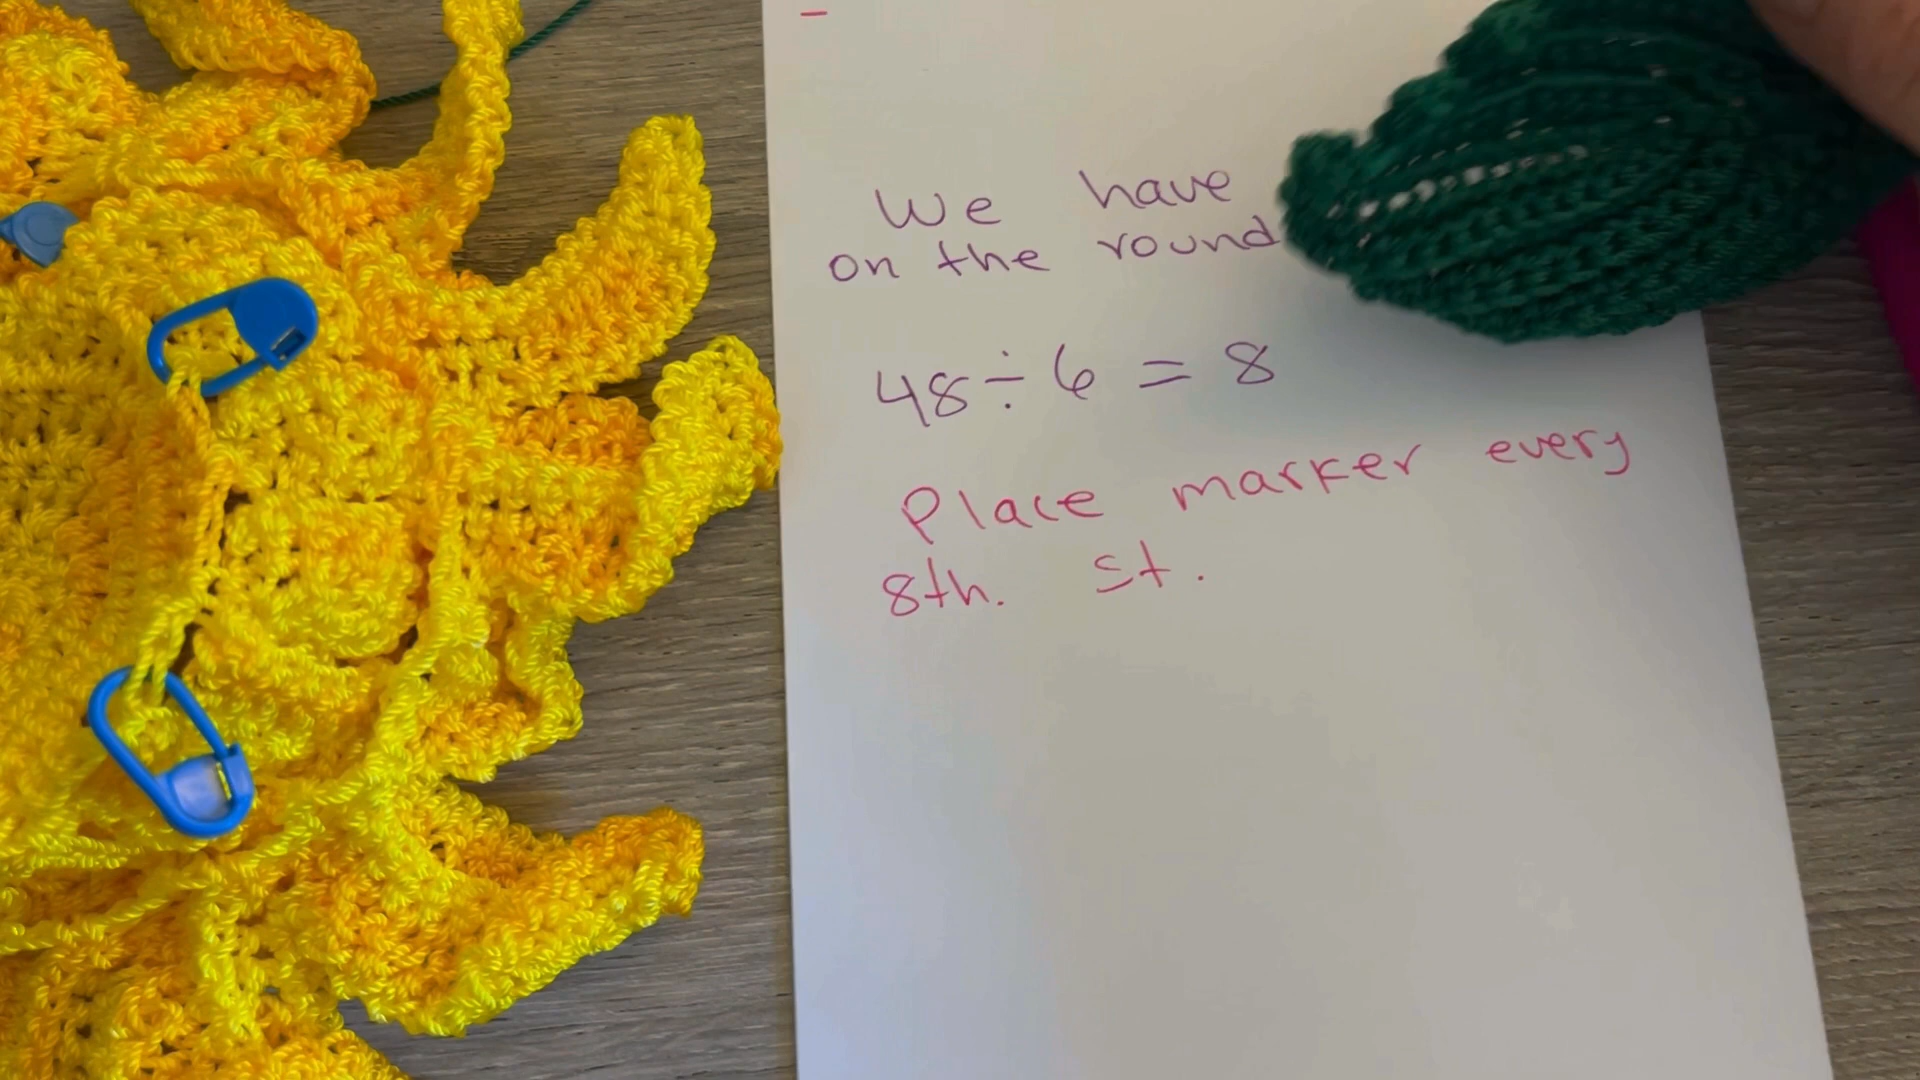 We have
on the round
48 ÷ 6 = 8
Place marker every
8th. st.